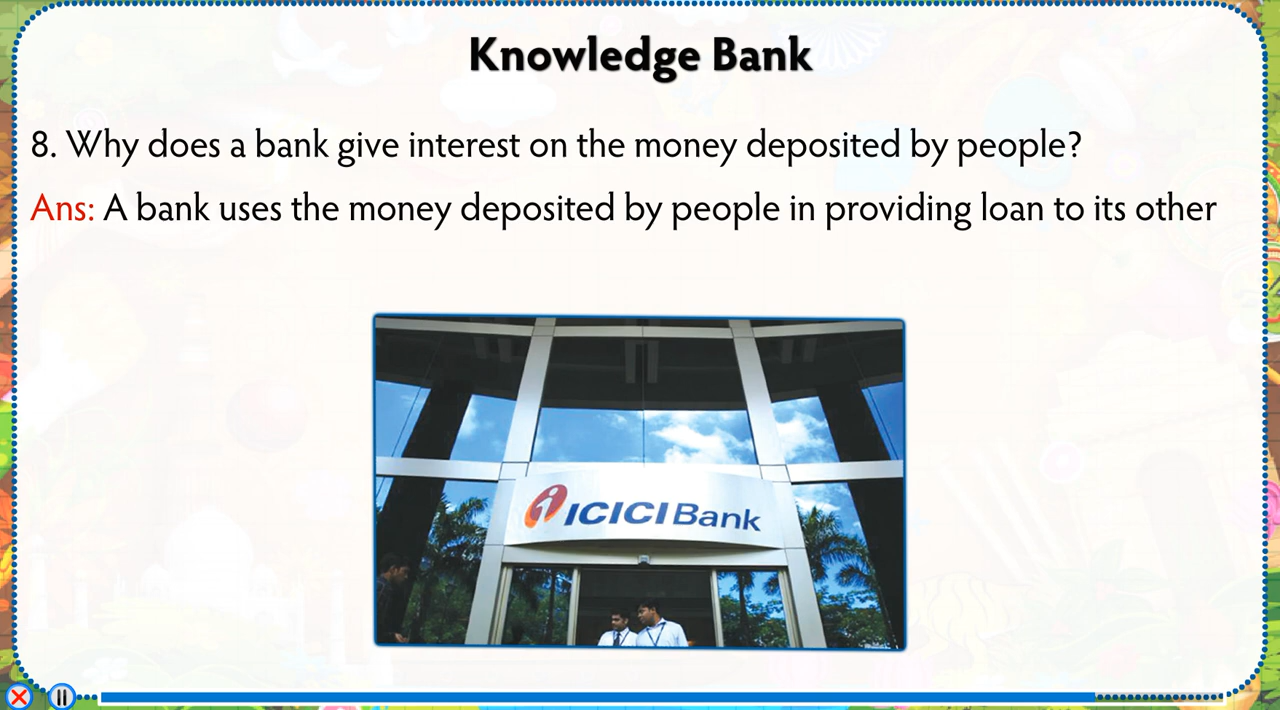 Knowledge Bank
8. Why does a bank give interest on the money deposited by people?
Ans: A bank uses the money deposited by people in providing loan to its other
ICICI Bank